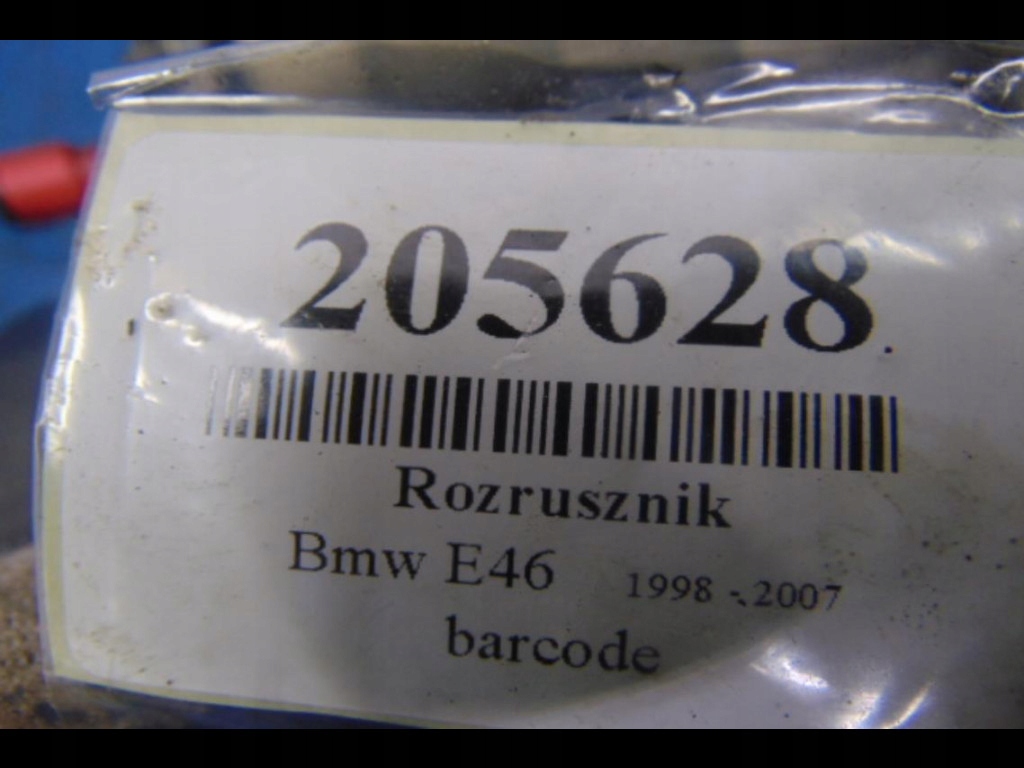 205628
Rozrusznik
Bmw E46 1998 - 2007
barcode